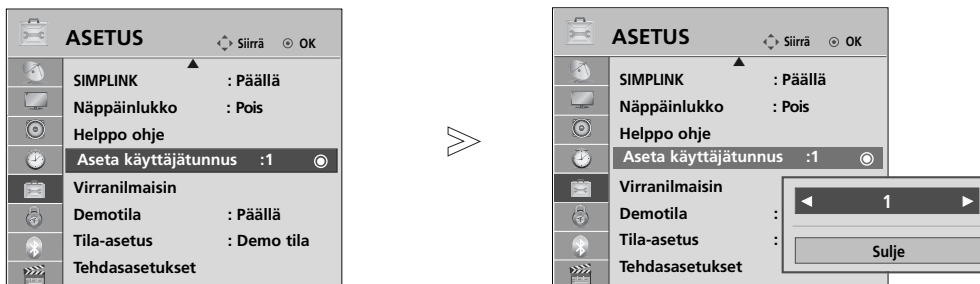 ASETUS
Siirrä OK
SIMPLINK : Päällä
Näppäinlukko : Pois
Helppo ohje
Aseta käyttäjätunnus :1
Virranilmaisin
Demotila : Päällä
Tila-asetus : Demo tila
Tehdasasetukset
ASETUS
Siirrä OK
SIMPLINK : Päällä
Näppäinlukko : Pois
Helppo ohje
Aseta käyttäjätunnus :1
Virranilmaisin
Demotila :
Tila-asetus :
Tehdasasetukset
1
Sulje